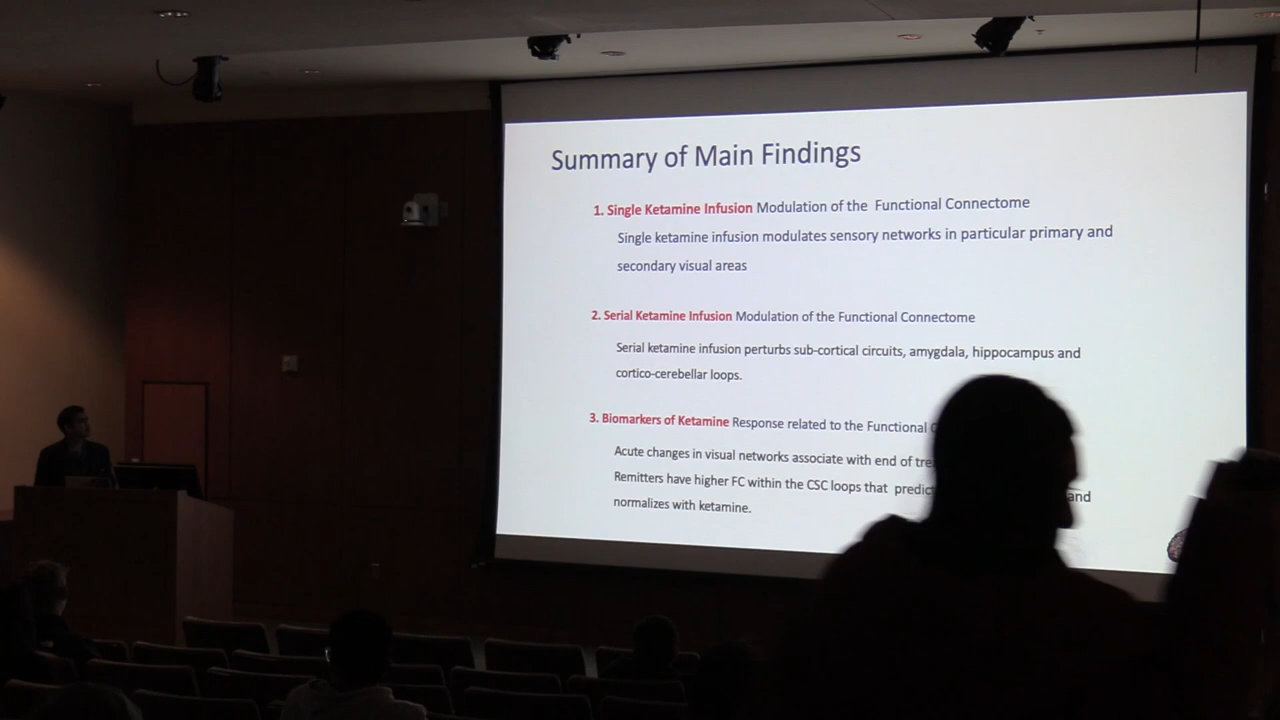 Summary of Main Findings
1. Single Ketamine Infusion Modulation of the Functional Connectome
Single ketamine infusion modulates sensory networks in particular primary and
secondary visual areas
2. Serial Ketamine Infusion Modulation of the Functional Connectome
Serial ketamine infusion perturbs sub-cortical circuits, amygdala, hippocampus and
cortico-cerebellar loops.
3. Biomarkers of Ketamine Response related to the Functional
Acute changes in visual networks associate with end of
Remitters have higher FC within the CSC loops that and
normalizes with ketamine.